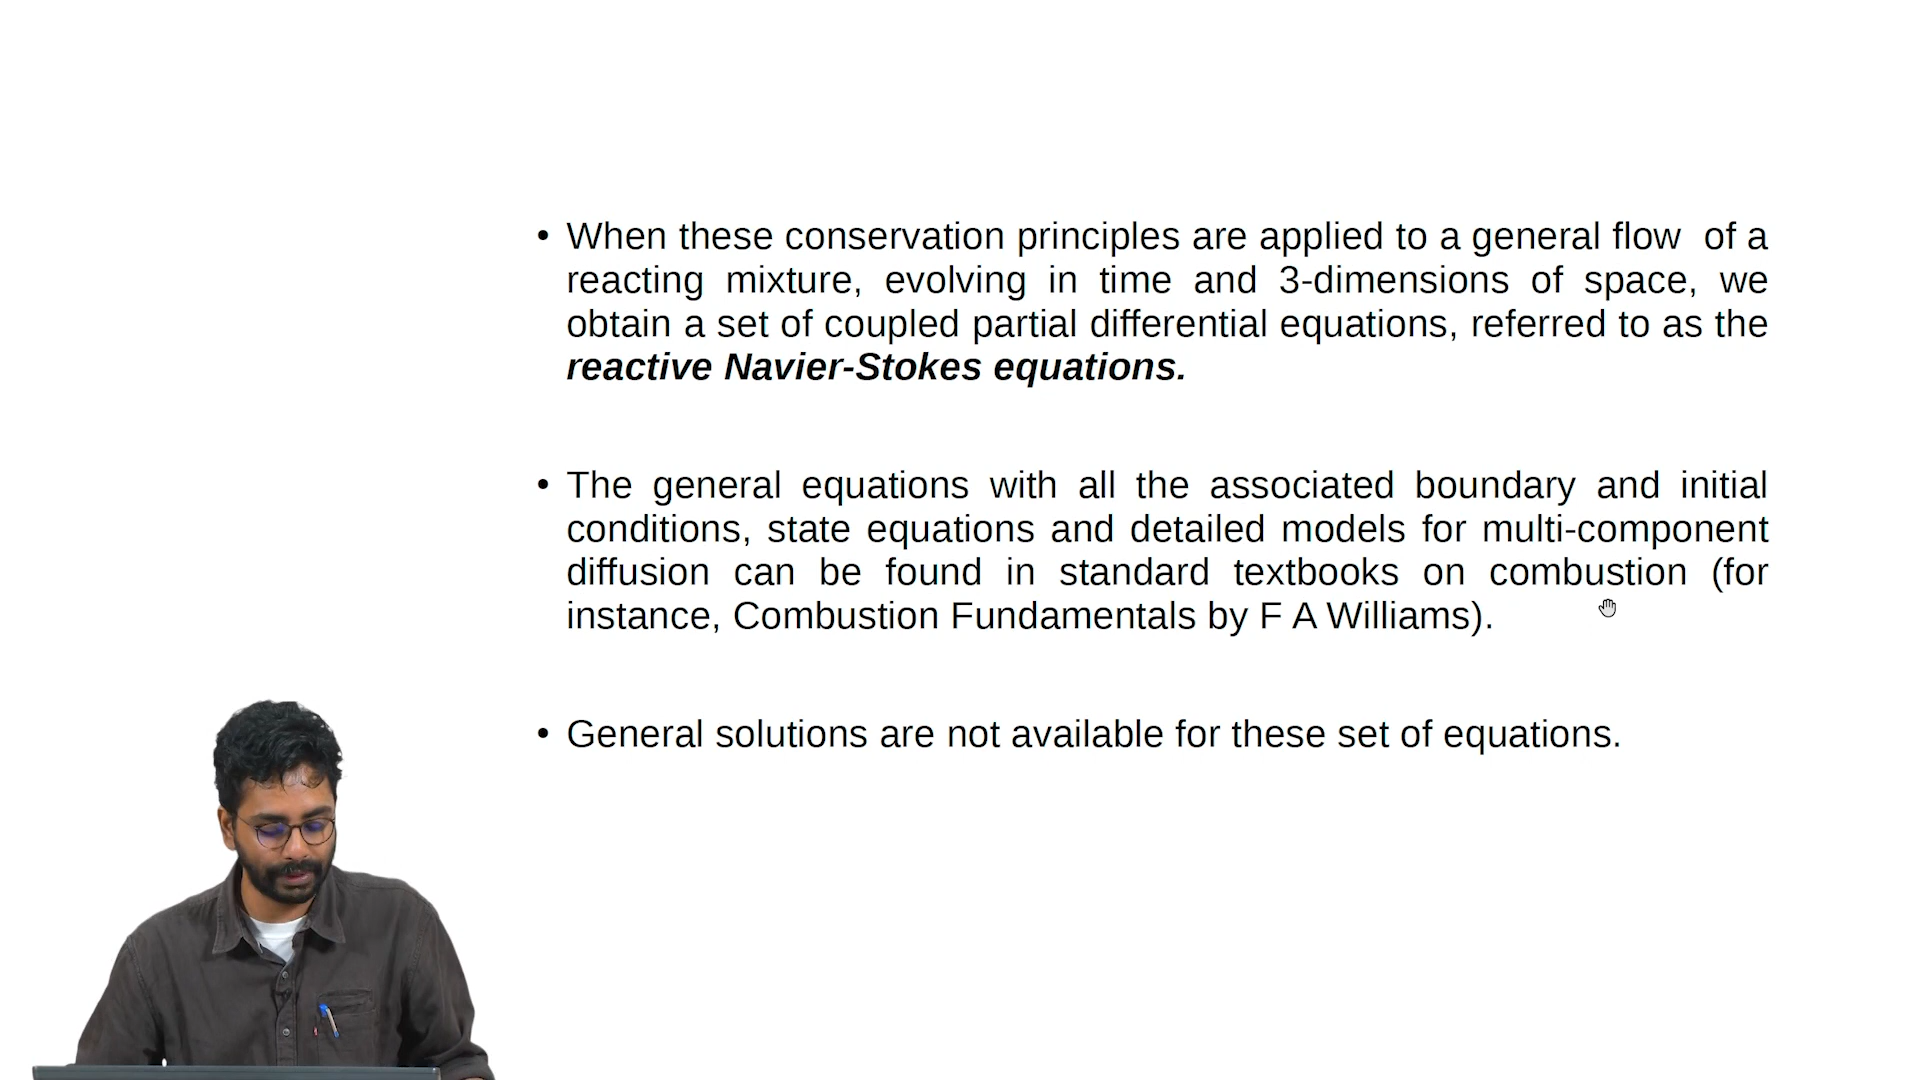 • When these conservation principles are applied to a general flow of a
reacting mixture, evolving in time and 3-dimensions of space, we
obtain a set of coupled partial differential equations, referred to as the
reactive Navier-Stokes equations.
• The general equations with all the associated boundary and initial
conditions, state equations and detailed models for multi-component
diffusion can be found in standard textbooks on combustion (for
instance, Combustion Fundamentals by F A Williams).
• General solutions are not available for these set of equations.